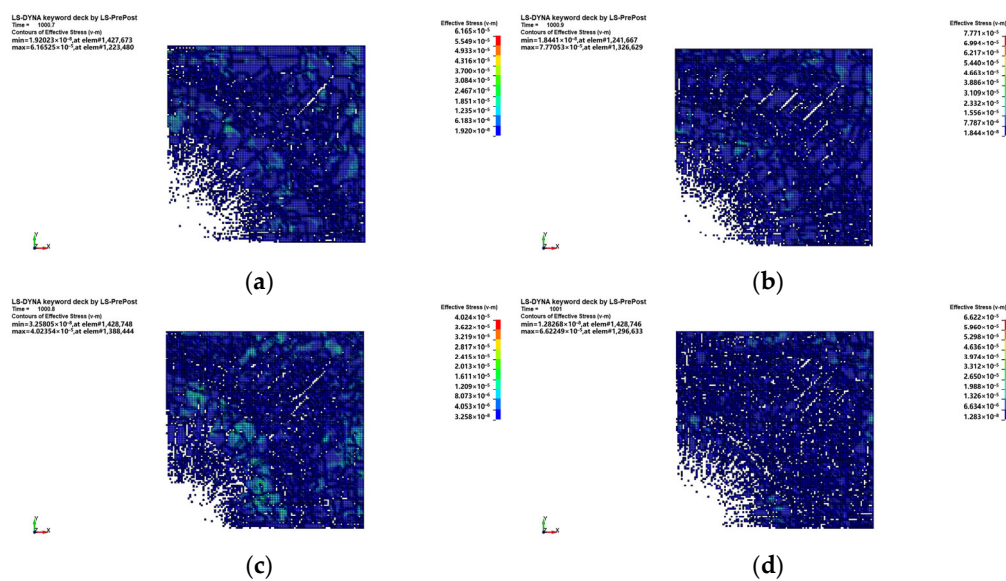 LS-DYNA keyword deck by LS-PrePost
Time = 1000.7
Contours of Effective Stress (v-m)
min=1.92023×10⁻⁸,at elem#1,427,673
max=6.16525×10⁻⁵,at elem#1,223,480
Effective Stress (v-m)
6.165×10⁻⁵
5.549×10⁻⁵
4.933×10⁻⁵
4.316×10⁻⁵
3.700×10⁻⁵
3.084×10⁻⁵
2.467×10⁻⁵
1.851×10⁻⁵
1.235×10⁻⁵
6.183×10⁻⁶
1.920×10⁻⁸
Y
Z
X
(a)
LS-DYNA keyword deck by LS-PrePost
Time = 1000.9
Contours of Effective Stress (v-m)
min=1.8441×10⁻⁸,at elem#1,241,667
max=7.77053×10⁻⁵,at elem#1,326,629
Effective Stress (v-m)
7.771×10⁻⁵
6.994×10⁻⁵
6.217×10⁻⁵
5.440×10⁻⁵
4.663×10⁻⁵
3.886×10⁻⁵
3.109×10⁻⁵
2.332×10⁻⁵
1.556×10⁻⁵
7.787×10⁻⁶
1.844×10⁻⁸
Y
Z
X
(b)
LS-DYNA keyword deck by LS-PrePost
Time = 1000.8
Contours of Effective Stress (v-m)
min=3.25805×10⁻⁸,at elem#1,428,748
max=4.02354×10⁻⁵,at elem#1,388,444
Effective Stress (v-m)
4.024×10⁻⁵
3.622×10⁻⁵
3.219×10⁻⁵
2.817×10⁻⁵
2.415×10⁻⁵
2.013×10⁻⁵
1.611×10⁻⁵
1.209×10⁻⁵
8.073×10⁻⁶
4.053×10⁻⁶
3.258×10⁻⁸
Y
Z
X
(c)
LS-DYNA keyword deck by LS-PrePost
Time = 1001
Contours of Effective Stress (v-m)
min=1.28268×10⁻⁸,at elem#1,428,746
max=6.62249×10⁻⁵,at elem#1,296,633
Effective Stress (v-m)
6.622×10⁻⁵
5.960×10⁻⁵
5.298×10⁻⁵
4.636×10⁻⁵
3.974×10⁻⁵
3.312×10⁻⁵
2.650×10⁻⁵
1.988×10⁻⁵
1.326×10⁻⁵
6.634×10⁻⁶
1.283×10⁻⁸
Y
Z
X
(d)